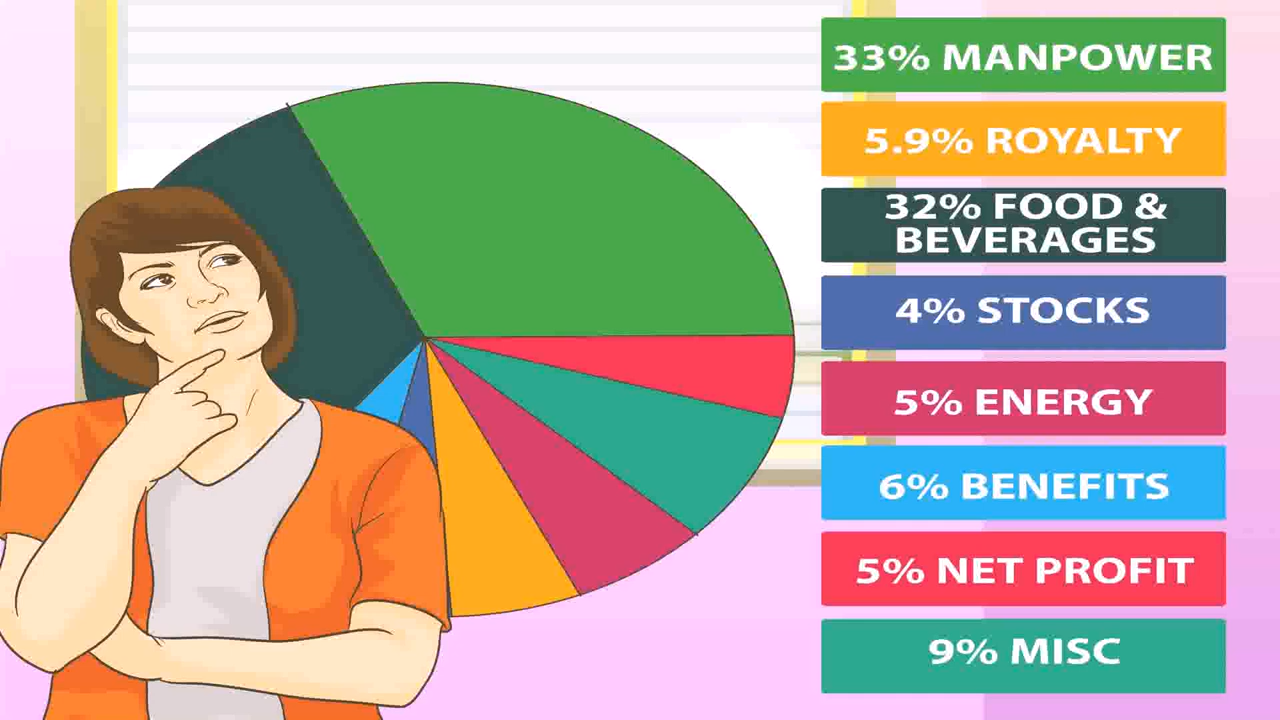 33% MANPOWER
5.9% ROYALTY
32% FOOD &
BEVERAGES
4% STOCKS
5% ENERGY
6% BENEFITS
5% NET PROFIT
9% MISC